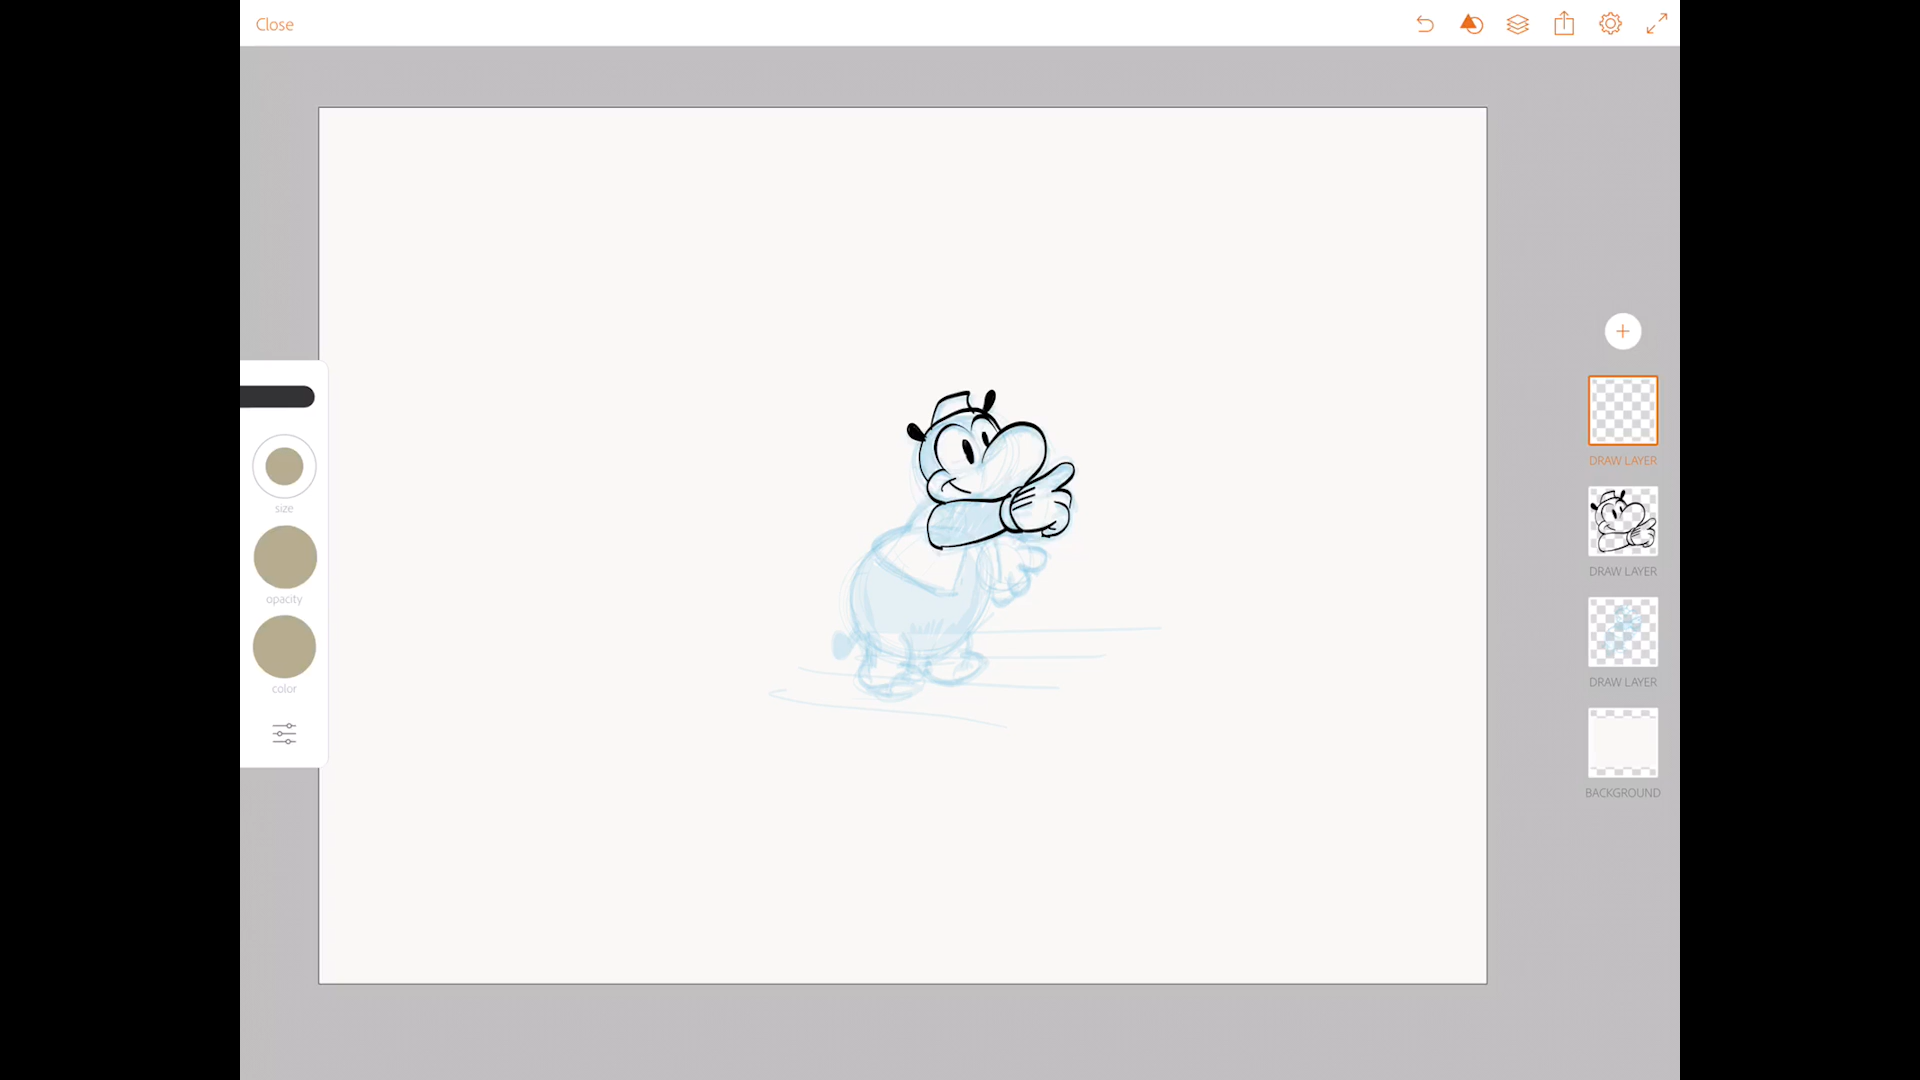 Close
size
opacity
color
DRAW LAYER
DRAW LAYER
DRAW LAYER
BACKGROUND